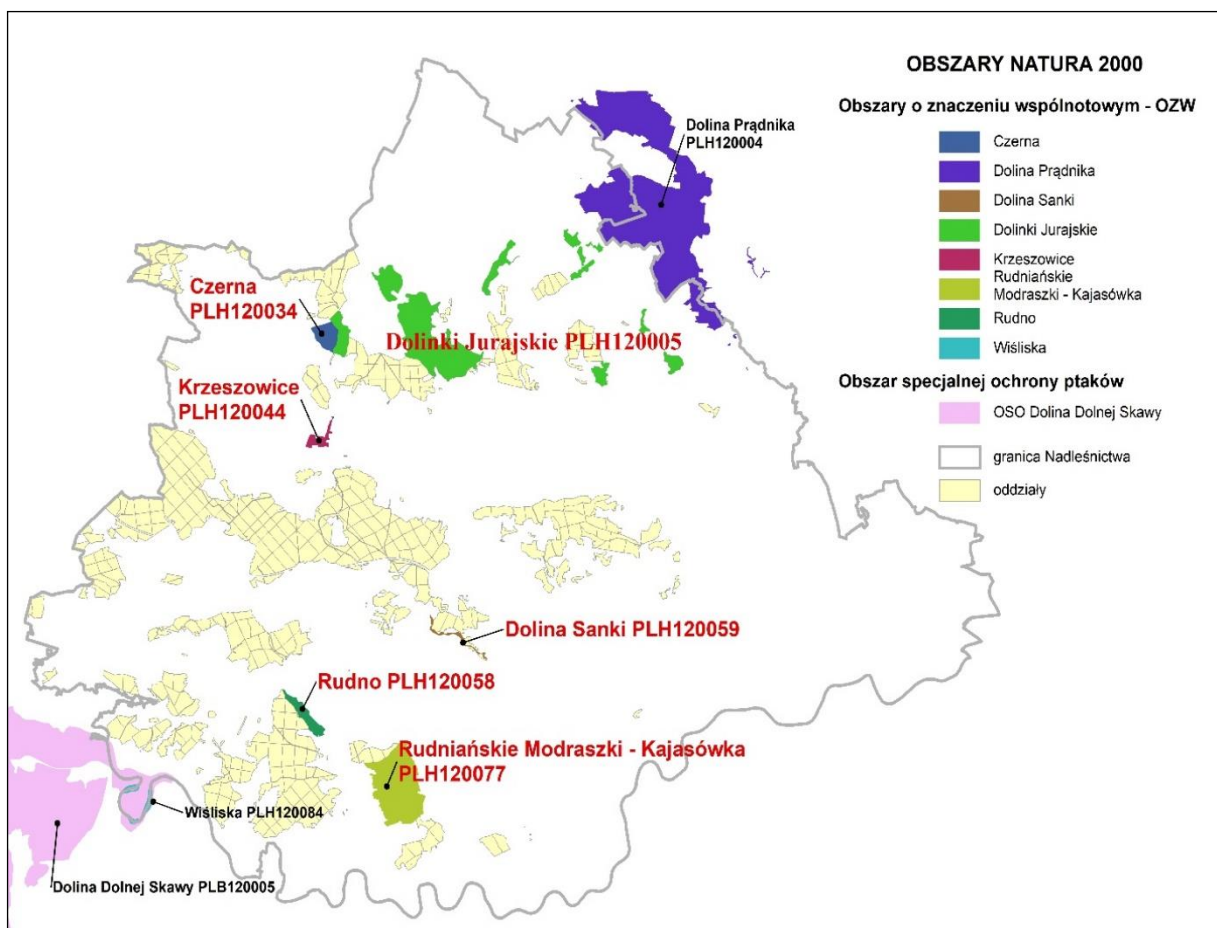 OBSZARY NATURA 2000
Obszary o znaczeniu wspólnotowym - OZW
Czerna
Dolina Prądnika
Dolina Sanki
Dolinki Jurajskie
Krzeszowice
Rudniańskie
Modraszki - Kajasówka
Rudno
Wiśliska
Obszar specjalnej ochrony ptaków
OSO Dolina Dolnej Skawy
granica Nadleśnictwa
oddziały
Dolina Prądnika
PLH120004
Czerna
PLH120034
Dolinki Jurajskie PLH120005
Krzeszowice
PLH120044
Dolina Sanki PLH120059
Rudno PLH120058
Rudniańskie Modraszki - Kajasówka
PLH120077
Wiśliska PLH120084
Dolina Dolnej Skawy PLB120005